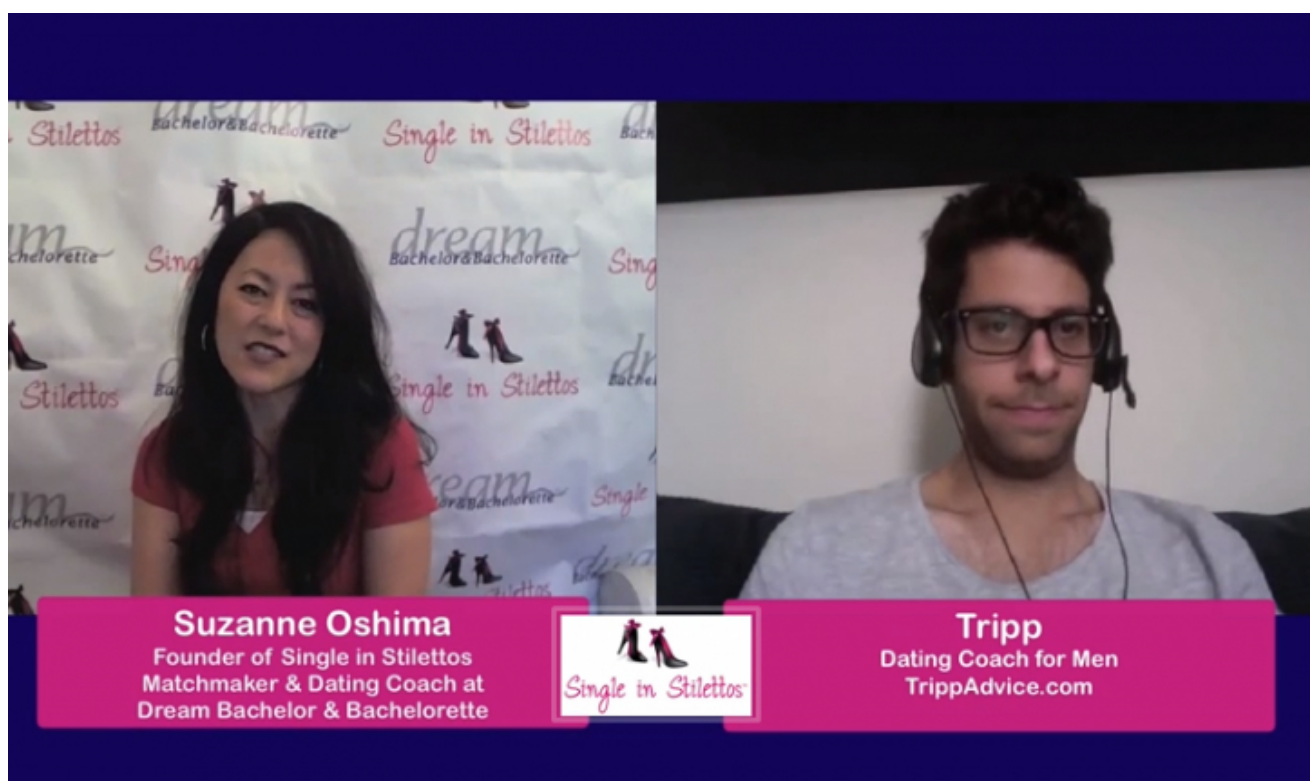 Stilettos
dream
Bachelor&Bachelorette
Single in Stilettos
dream
Bachelor&Bachelorette
Stilettos
Single in Stilettos
dream
Single
Suzanne Oshima
Founder of Single in Stilettos
Matchmaker & Dating Coach at
Dream Bachelor & Bachelorette
Single in Stilettos
Tripp
Dating Coach for Men
TrippAdvice.com